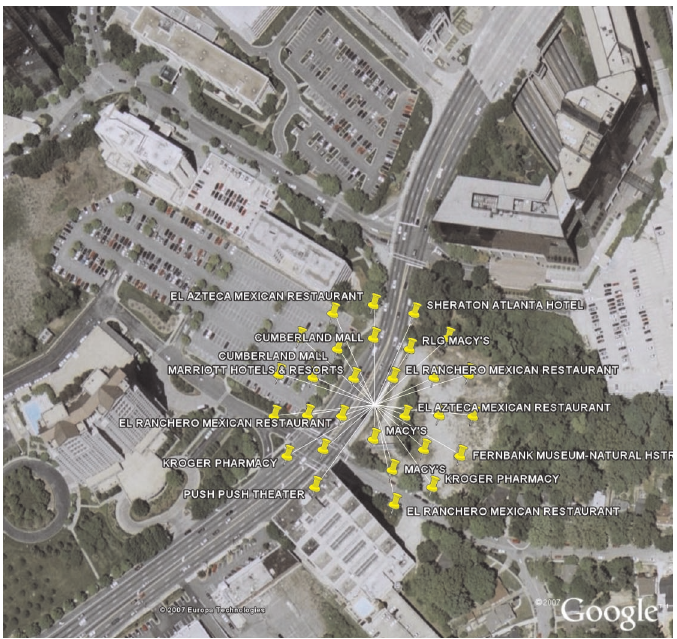 EL AZTECA MEXICAN RESTAURANT
SHERATON ATLANTA HOTEL
CUMBERLAND MALL
RLG MACY'S
CUMBERLAND MALL
MARRIOTT HOTELS & RESORTS
EL RANCHERO MEXICAN RESTAURANT
EL AZTECA MEXICAN RESTAURANT
EL RANCHERO MEXICAN RESTAURANT
MACY'S
FERNBANK MUSEUM-NATURAL HSTR
KROGER PHARMACY
MACY'S
KROGER PHARMACY
PUSH PUSH THEATER
EL RANCHERO MEXICAN RESTAURANT
© 2007 Europa Technologies
©2007 Google™